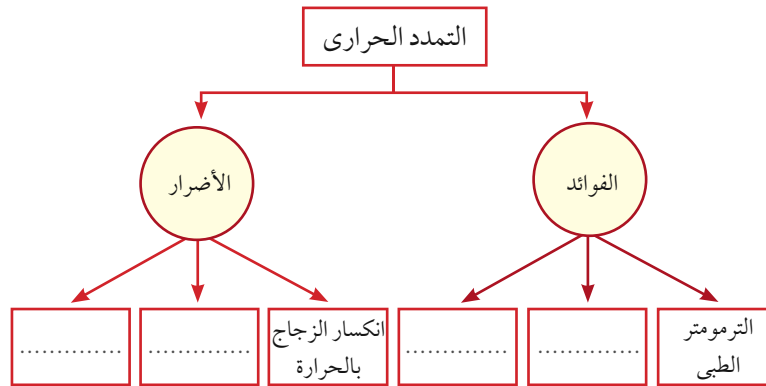 التمدد الحرارى
الفوائد
الأضرار
الترمومتر
الطبى
..............
..............
انكسار الزجاج
بالحرارة
..............
..............